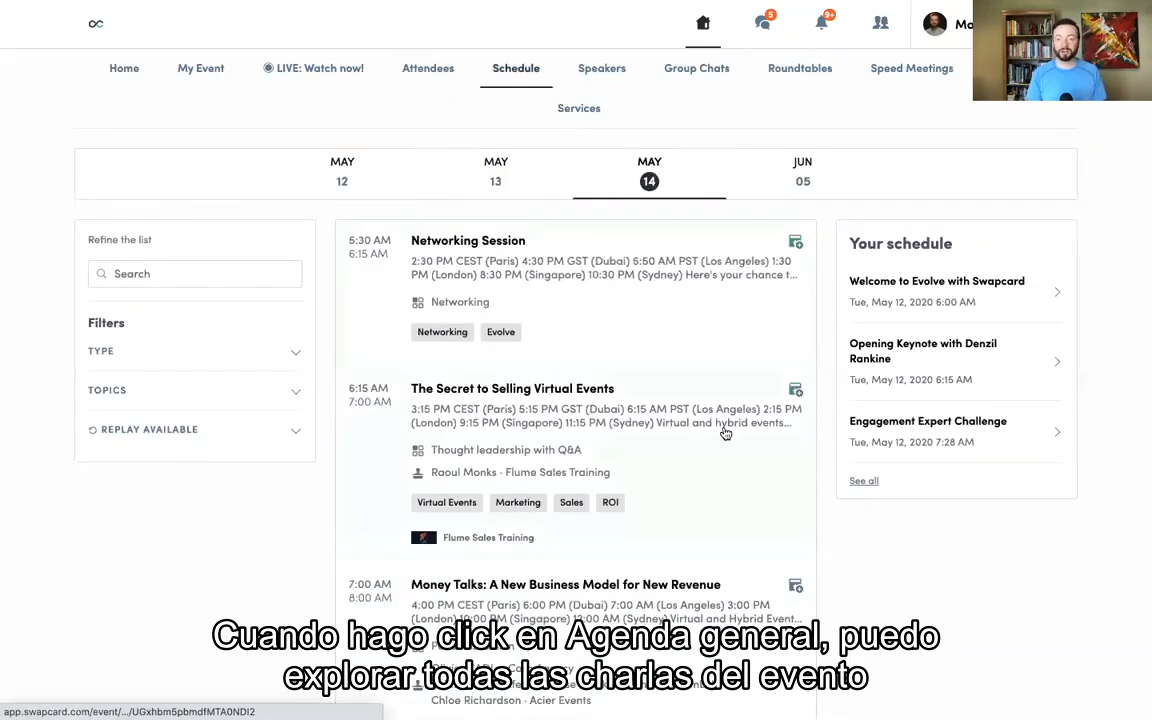 5
9+
Home
My Event
LIVE: Watch now!
Attendees
Schedule
Speakers
Group Chats
Roundtables
Speed Meetings
Services
MAY
12
MAY
13
MAY
14
JUN
05
Refine the list
Search
Filters
TYPE
TOPICS
REPLAY AVAILABLE
5:30 AM
6:15 AM
Networking Session
2:30 PM CEST (Paris) 4:30 PM GST (Dubai) 6:50 AM PST (Los Angeles) 1:30
PM (London) 8:30 PM (Singapore) 10:30 PM (Sydney) Here's your chance t...
Networking
Networking
Evolve
6:15 AM
7:00 AM
The Secret to Selling Virtual Events
3:15 PM CEST (Paris) 5:15 PM GST (Dubai) 6:15 AM PST (Los Angeles) 2:15 PM
(London) 9:15 PM (Singapore) 11:15 PM (Sydney) Virtual and hybrid events...
Thought leadership with Q&A
Raoul Monks · Flume Sales Training
Virtual Events
Marketing
Sales
ROI
Flume Sales Training
7:00 AM
8:00 AM
Money Talks: A New Business Model for New Revenue
4:00 PM CEST (Paris) 6:00 PM (Dubai) 7:00 AM (Los Angeles) 3:00 PM
Chloe Richardson · Acier Events
Your schedule
Welcome to Evolve with Swapcard
Tue, May 12, 2020 6:00 AM
Opening Keynote with Denzil
Rankine
Tue, May 12, 2020 6:15 AM
Engagement Expert Challenge
Tue, May 12, 2020 7:28 AM
See all
Cuando hago click en Agenda general, puedo
explorar todas las charlas del evento
app.swapcard.com/event/.../UGxhbm5pbmdfMTA0NDI2